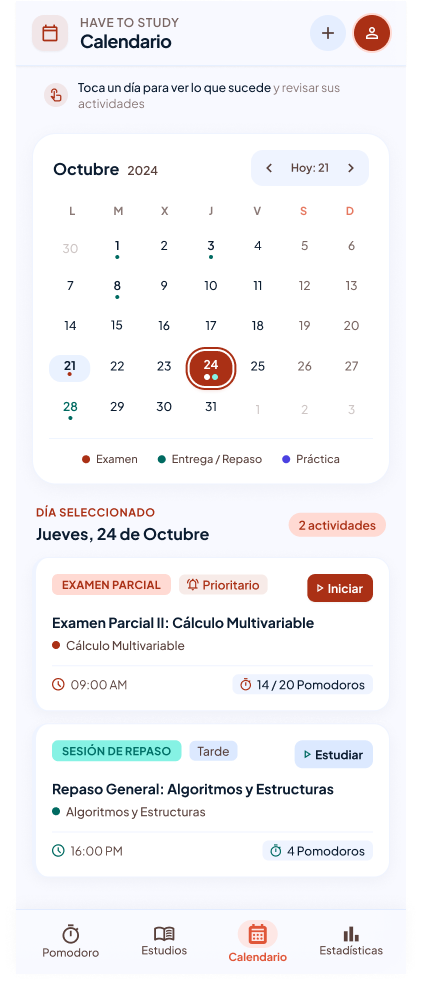 HAVE TO STUDY
Calendario
Toca un día para ver lo que sucede y revisar sus
actividades
Octubre 2024
Hoy: 21
L M X J V S D
30 1 2 3 4 5 6
7 8 9 10 11 12 13
14 15 16 17 18 19 20
21 22 23 24 25 26 27
28 29 30 31 1 2 3
Examen Entrega / Repaso Práctica
DÍA SELECCIONADO
Jueves, 24 de Octubre
2 actividades
EXAMEN PARCIAL Prioritario Iniciar
Examen Parcial II: Cálculo Multivariable
Cálculo Multivariable
09:00 AM 14 / 20 Pomodoros
SESIÓN DE REPASO Tarde Estudiar
Repaso General: Algoritmos y Estructuras
Algoritmos y Estructuras
16:00 PM 4 Pomodoros
Pomodoro Estudios Calendario Estadísticas